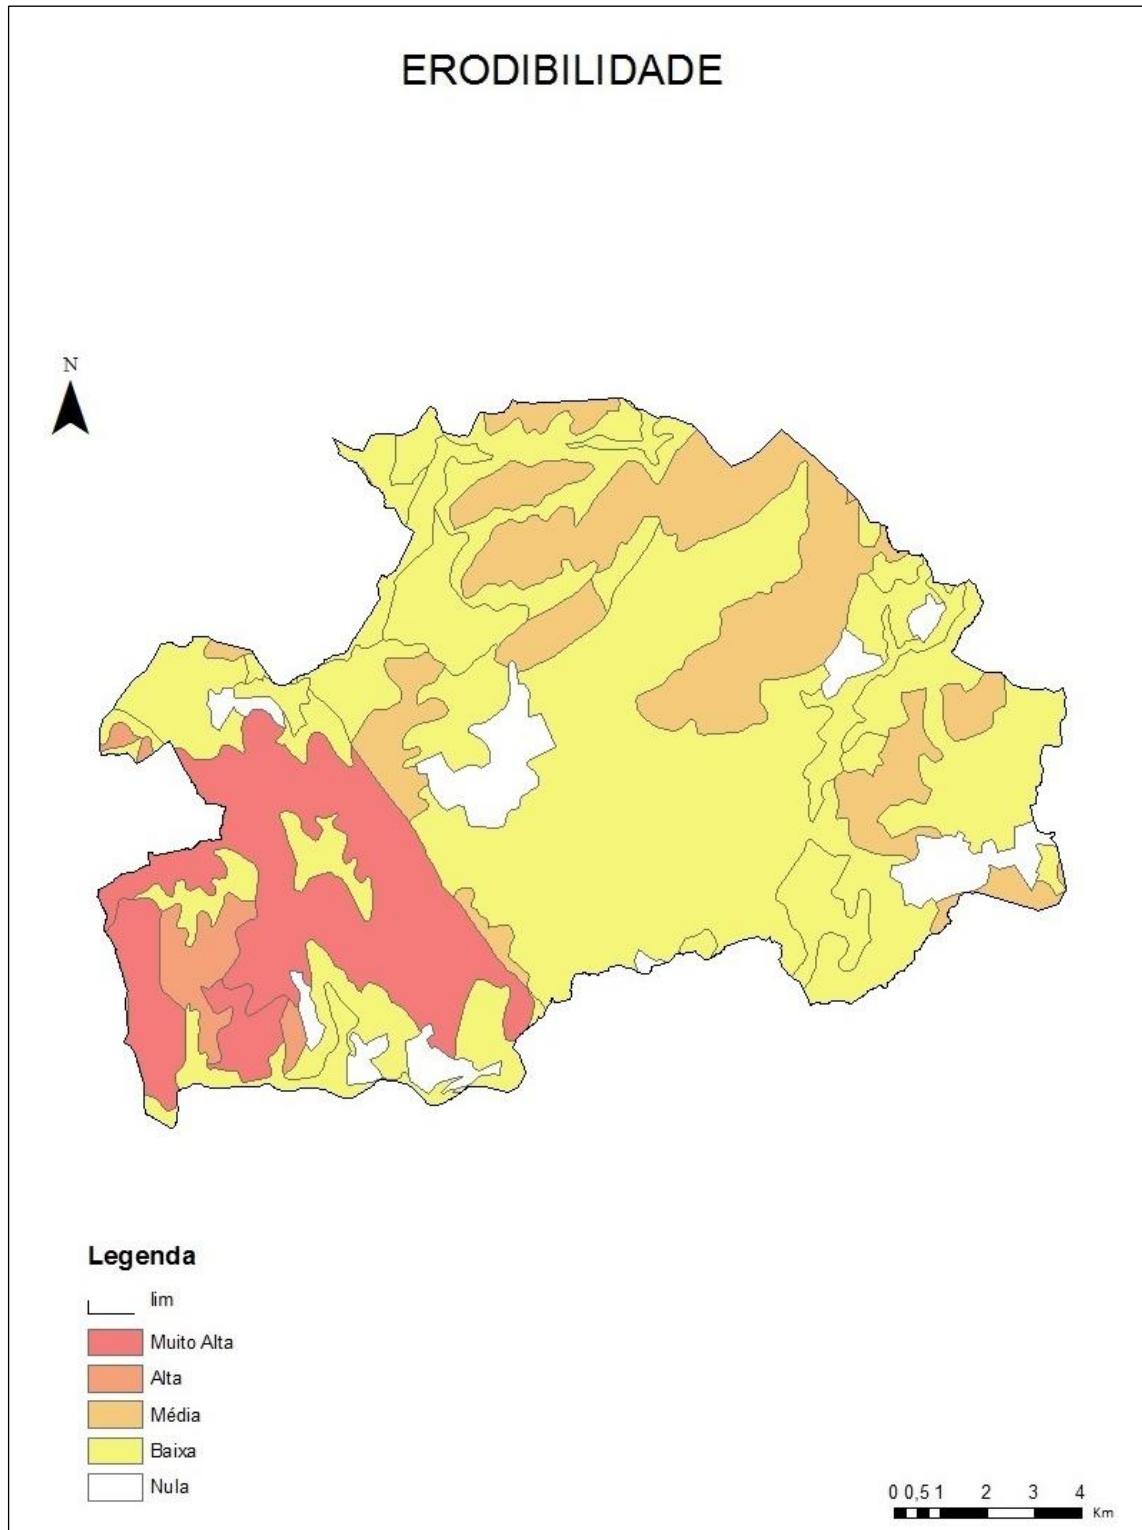 ERODIBILIDADE
N
Legenda
lim
Muito Alta
Alta
Média
Baixa
Nula
0 0,5 1 2 3 4
Km